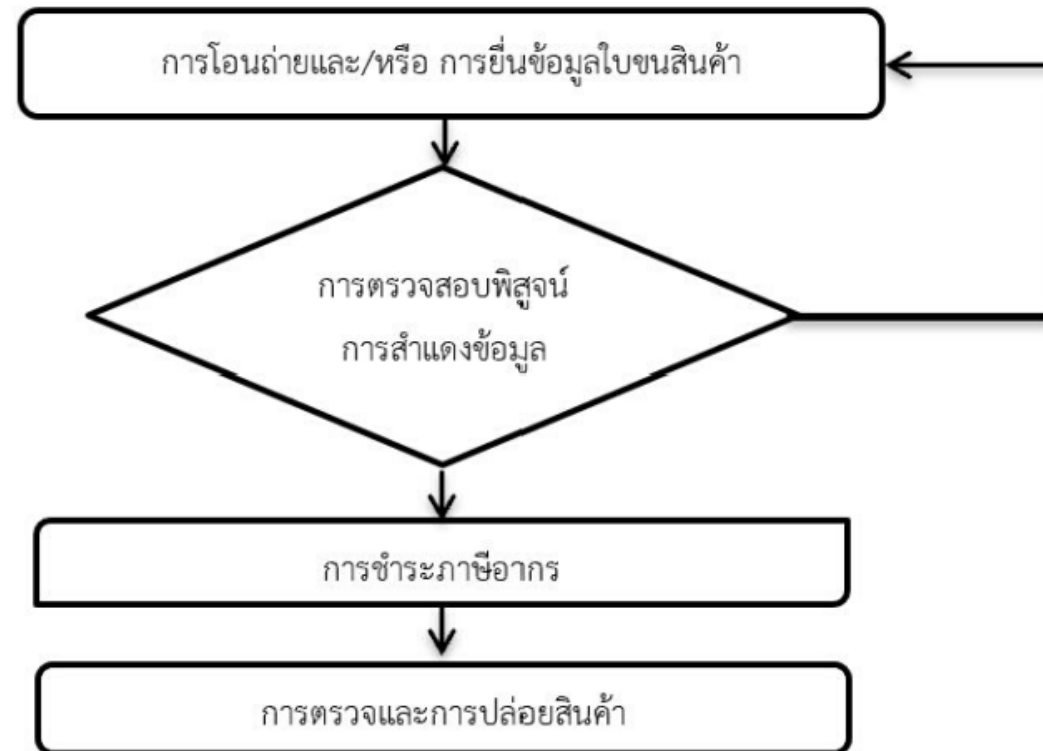 การโอนถ่ายและ/หรือ การยื่นข้อมูลใบขนสินค้า
การตรวจสอบพิสูจน์
การสำแดงข้อมูล
การชำระภาษีอากร
การตรวจและการปล่อยสินค้า